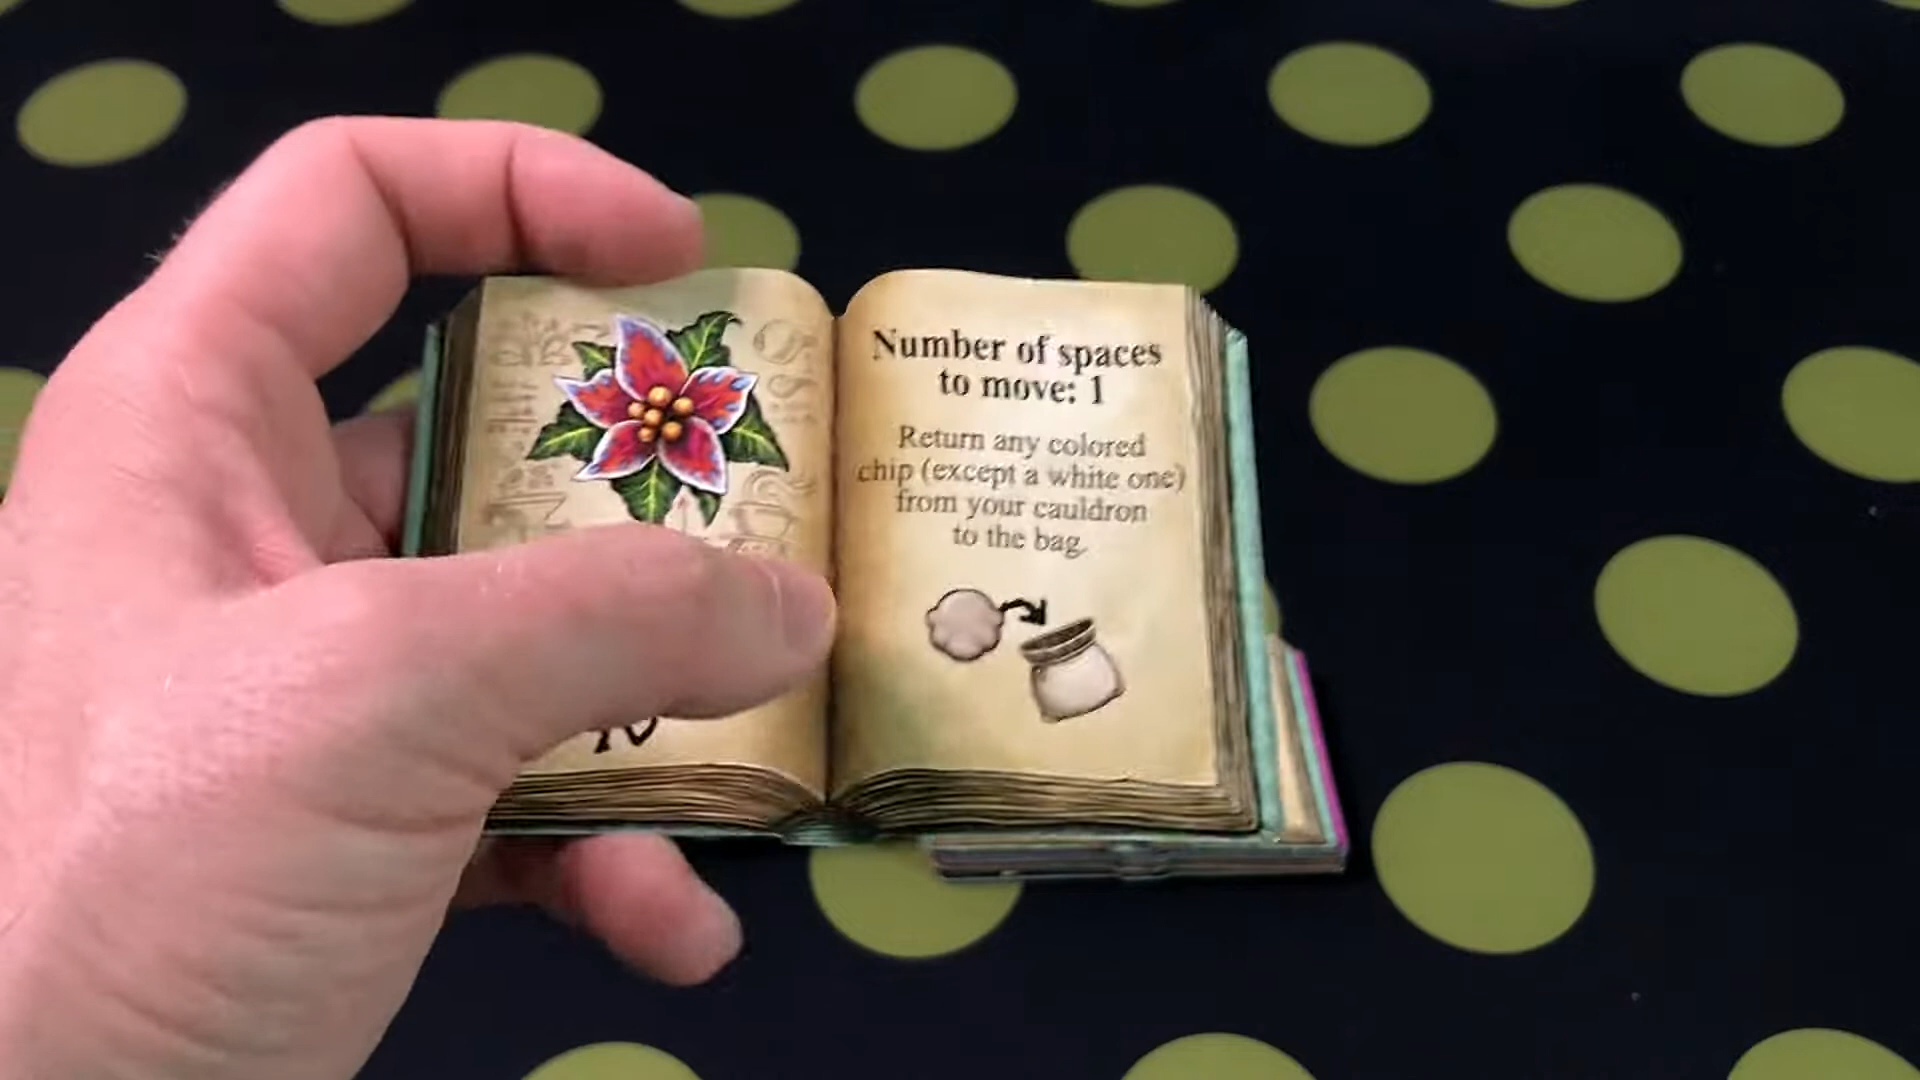 Number of spaces
to move: 1
Return any colored
chip (except a white one)
from your cauldron
to the bag.